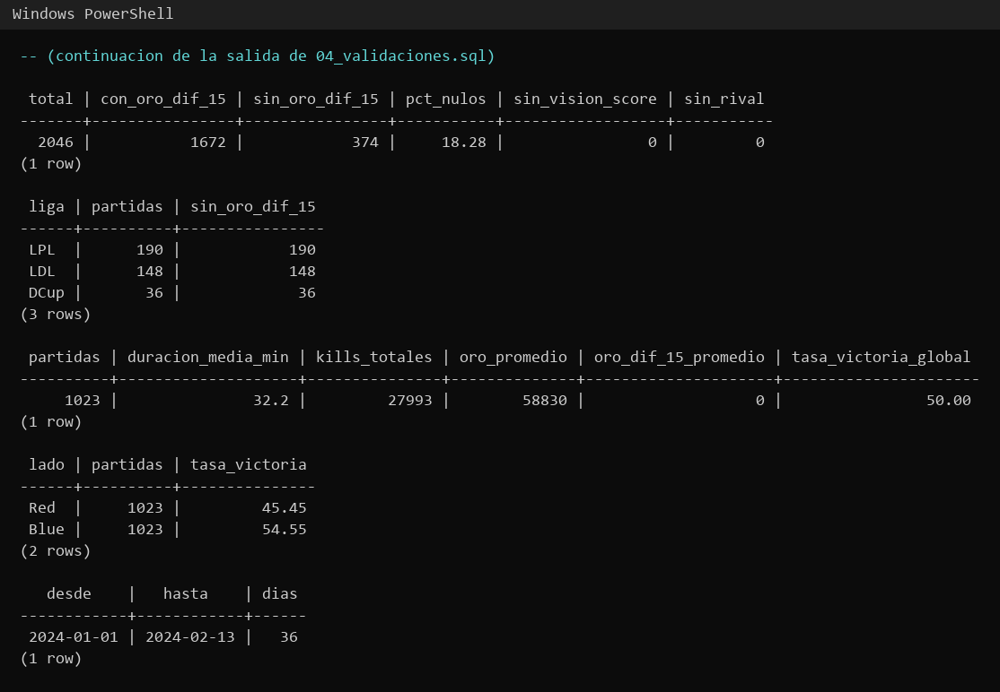 Windows PowerShell
-- (continuacion de la salida de 04_validaciones.sql)
 total | con_oro_dif_15 | sin_oro_dif_15 | pct_nulos | sin_vision_score | sin_rival
-------+----------------+----------------+-----------+------------------+-----------
  2046 |           1672 |            374 |     18.28 |                0 |         0
(1 row)
 liga | partidas | sin_oro_dif_15
------+----------+----------------
 LPL  |      190 |            190
 LDL  |      148 |            148
 DCup |       36 |             36
(3 rows)
 partidas | duracion_media_min | kills_totales | oro_promedio | oro_dif_15_promedio | tasa_victoria_global
----------+--------------------+---------------+--------------+---------------------+----------------------
     1023 |               32.2 |         27993 |        58830 |                   0 |                50.00
(1 row)
 lado | partidas | tasa_victoria
------+----------+---------------
 Red  |     1023 |         45.45
 Blue |     1023 |         54.55
(2 rows)
   desde    |   hasta    | dias
------------+------------+------
 2024-01-01 | 2024-02-13 |   36
(1 row)